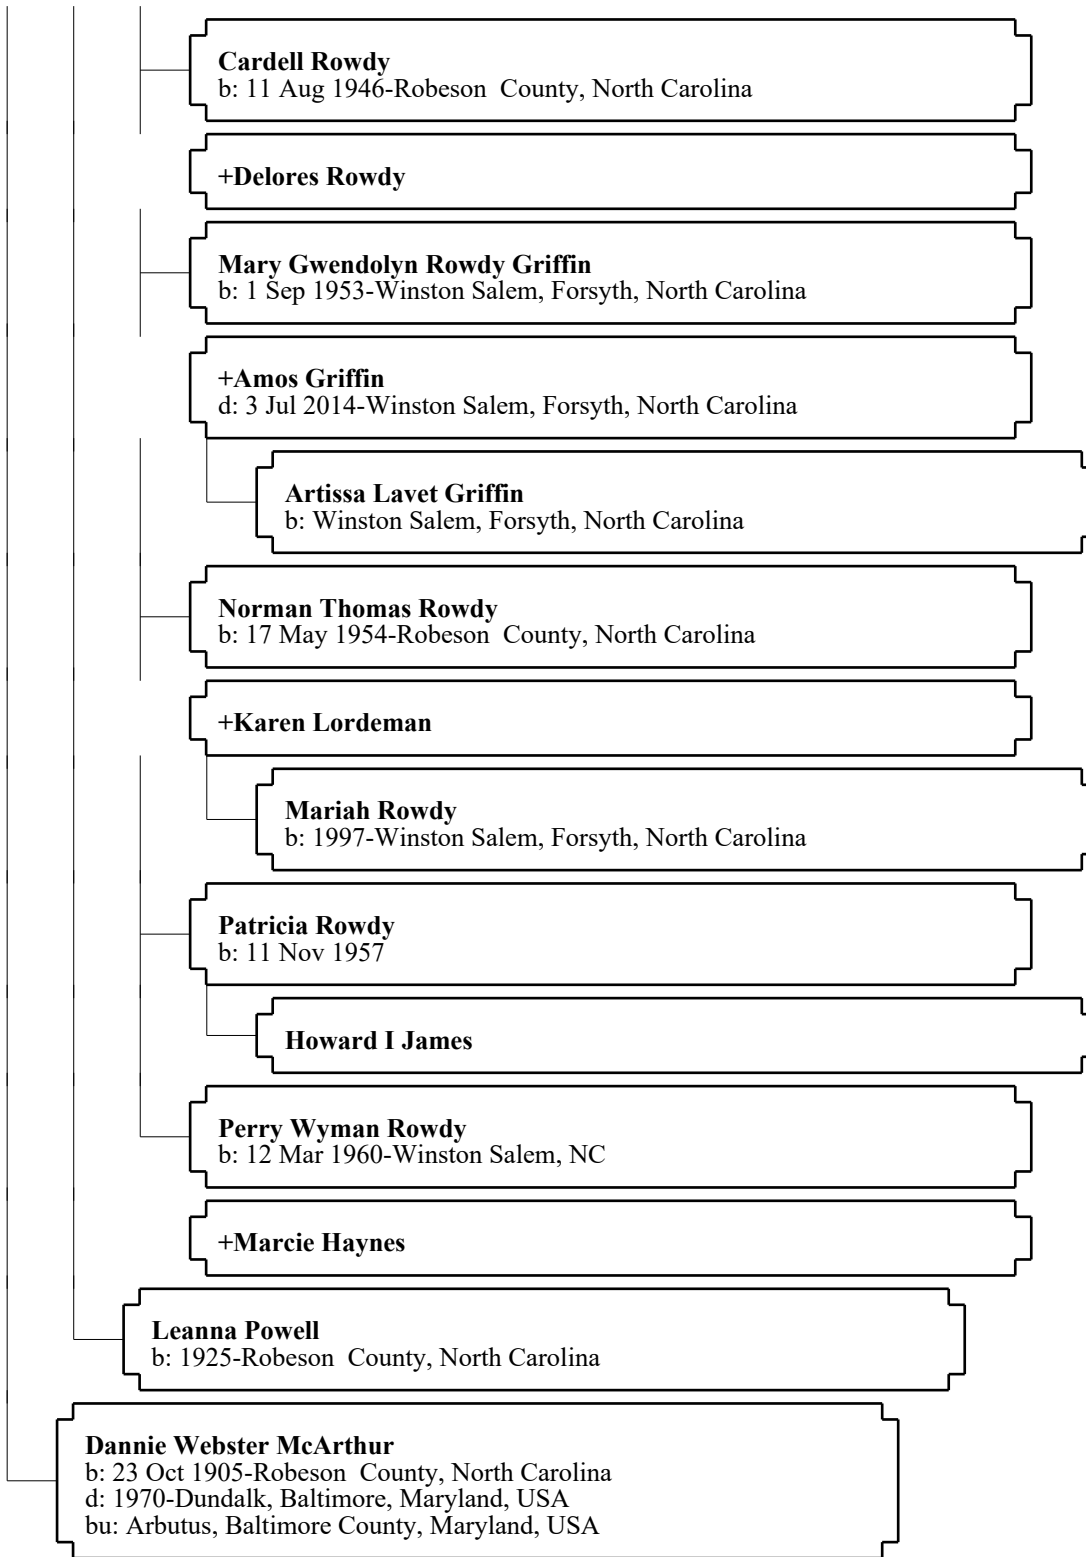 Cardell Rowdy
b: 11 Aug 1946-Robeson  County, North Carolina
+Delores Rowdy
Mary Gwendolyn Rowdy Griffin
b: 1 Sep 1953-Winston Salem, Forsyth, North Carolina
+Amos Griffin
d: 3 Jul 2014-Winston Salem, Forsyth, North Carolina
Artissa Lavet Griffin
b: Winston Salem, Forsyth, North Carolina
Norman Thomas Rowdy
b: 17 May 1954-Robeson  County, North Carolina
+Karen Lordeman
Mariah Rowdy
b: 1997-Winston Salem, Forsyth, North Carolina
Patricia Rowdy
b: 11 Nov 1957
Howard I James
Perry Wyman Rowdy
b: 12 Mar 1960-Winston Salem, NC
+Marcie Haynes
Leanna Powell
b: 1925-Robeson  County, North Carolina
Dannie Webster McArthur
b: 23 Oct 1905-Robeson  County, North Carolina
d: 1970-Dundalk, Baltimore, Maryland, USA
bu: Arbutus, Baltimore County, Maryland, USA